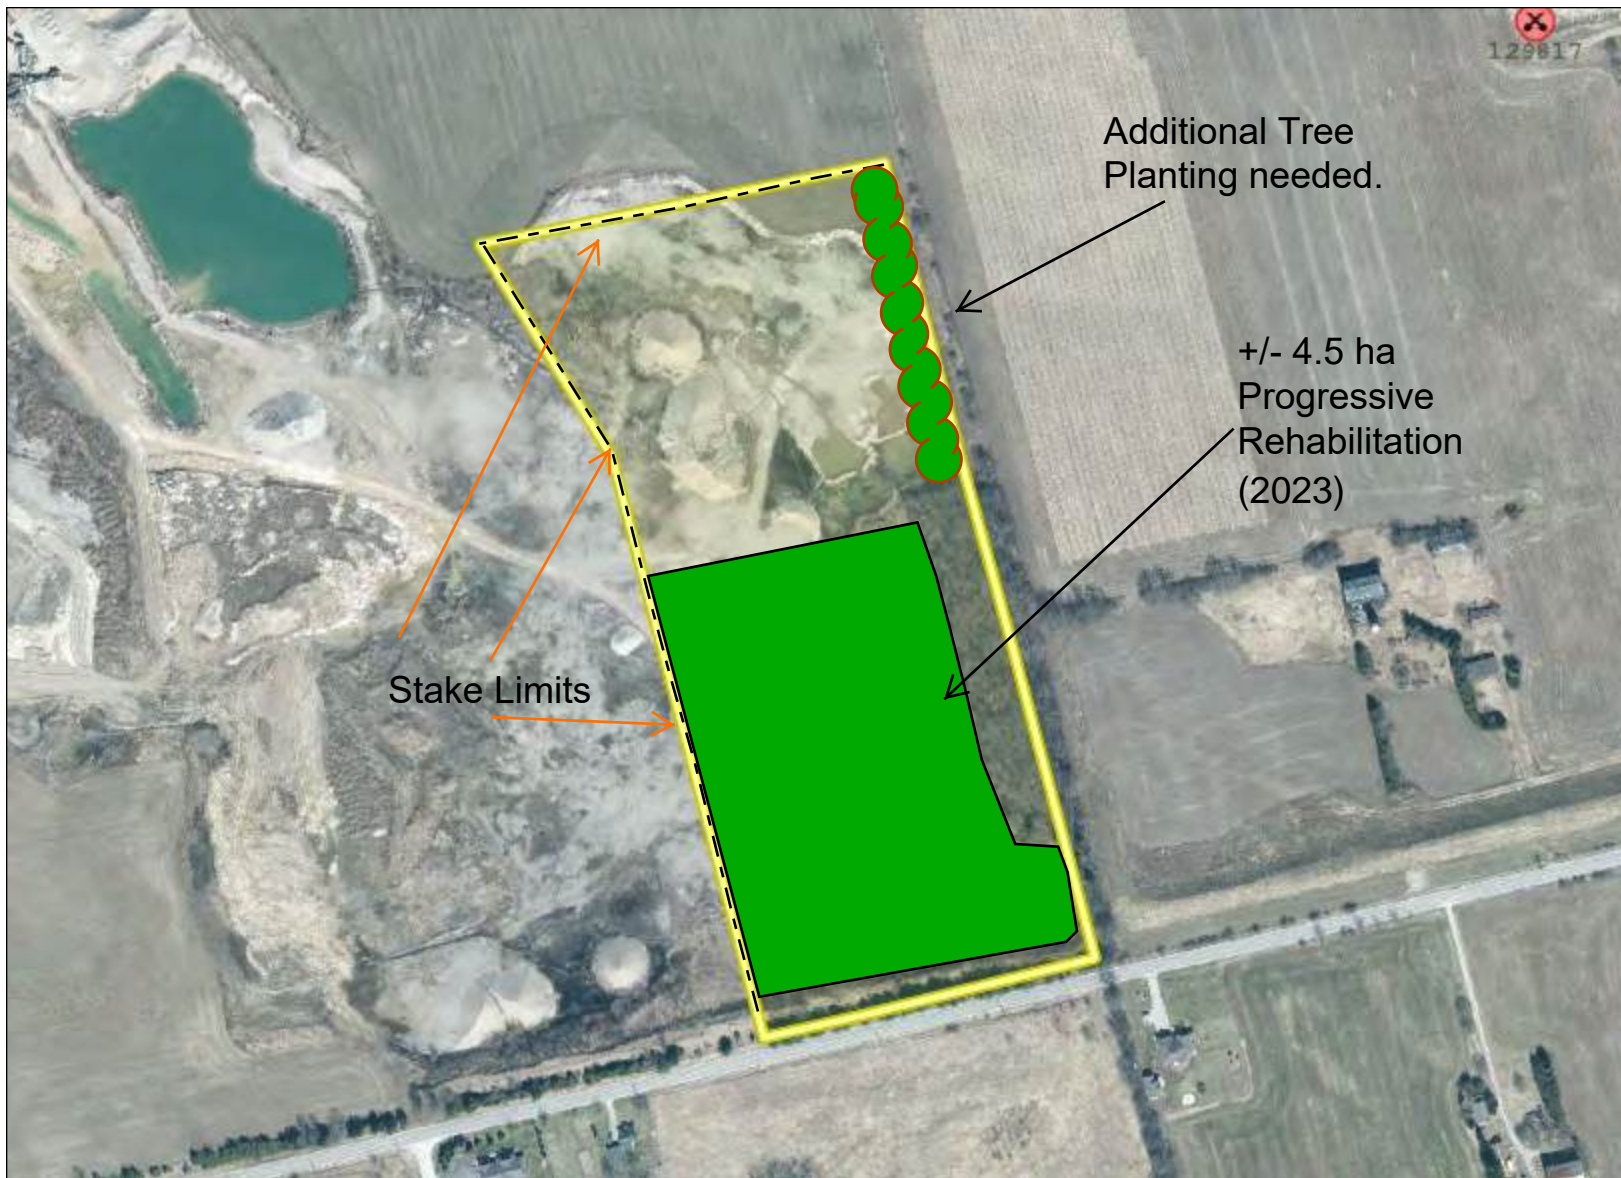 129817
Additional Tree
Planting needed.
+/- 4.5 ha
Progressive
Rehabilitation
(2023)
Stake Limits